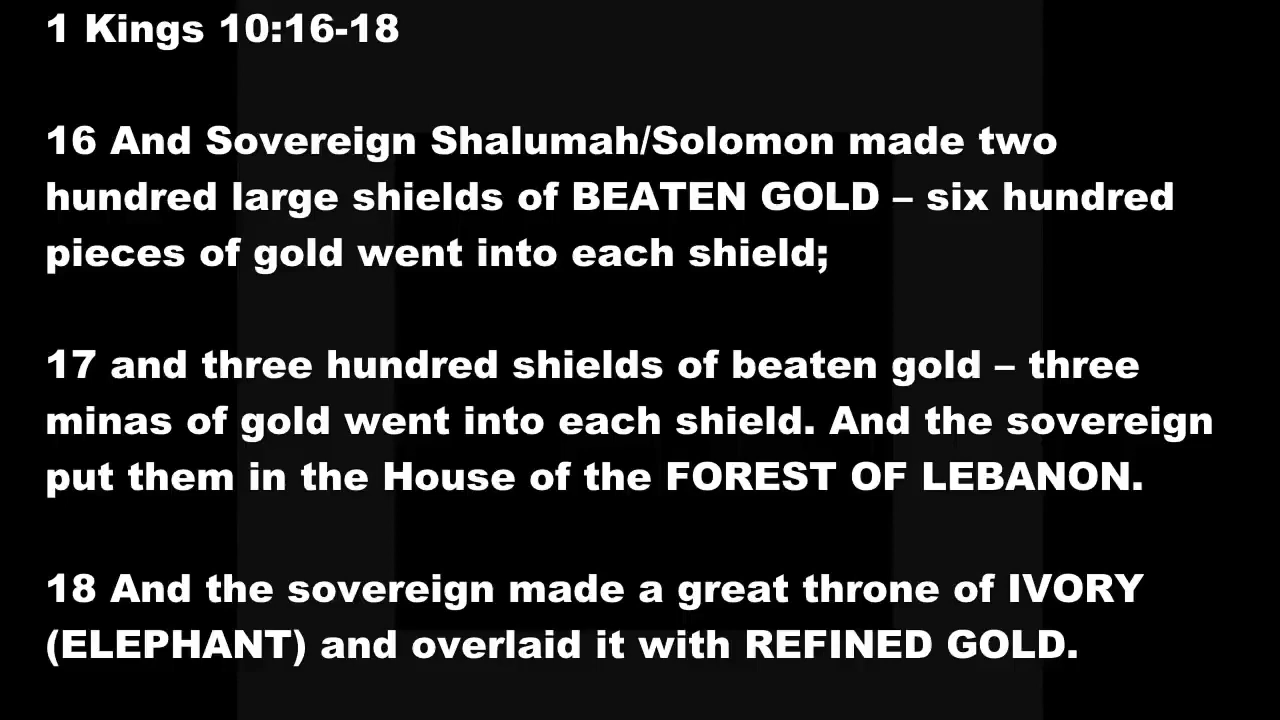 1 Kings 10:16-18
16 And Sovereign Shalumah/Solomon made two
hundred large shields of BEATEN GOLD – six hundred
pieces of gold went into each shield;
17 and three hundred shields of beaten gold – three
minas of gold went into each shield. And the sovereign
put them in the House of the FOREST OF LEBANON.
18 And the sovereign made a great throne of IVORY
(ELEPHANT) and overlaid it with REFINED GOLD.